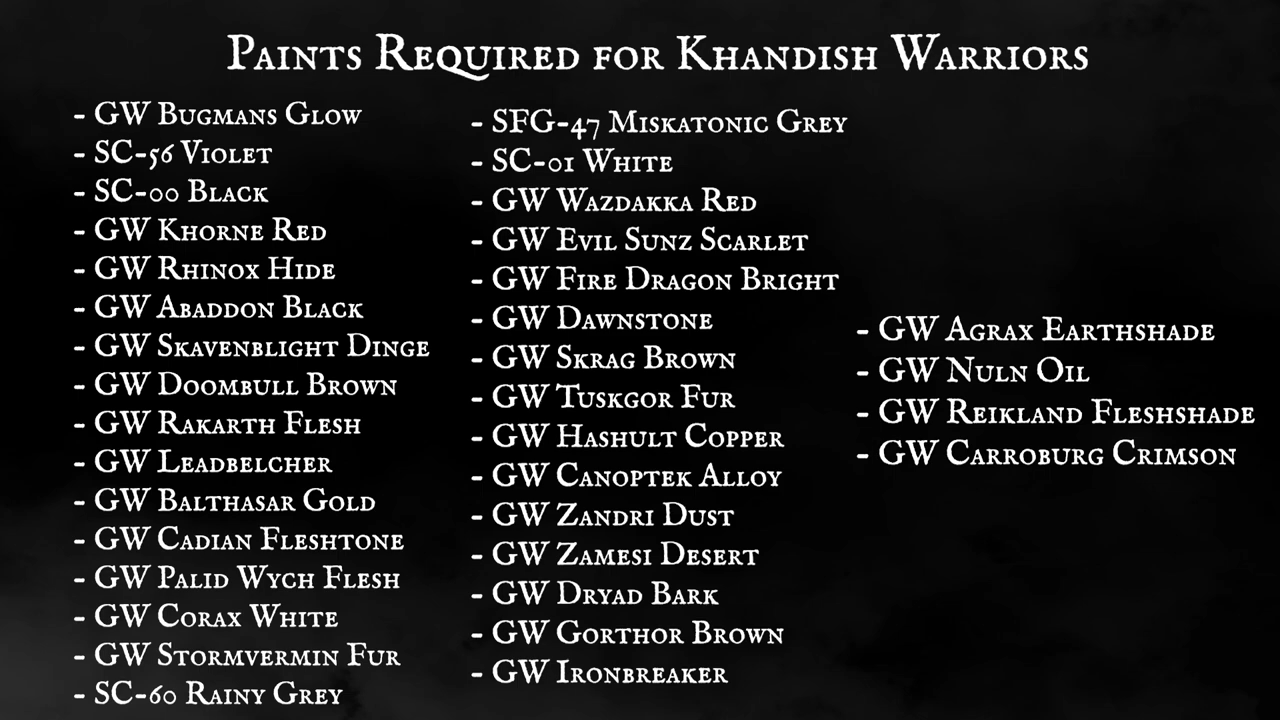 Paints Required for Khandish Warriors
- GW Bugmans Glow
- SC-56 Violet
- SC-00 Black
- GW Khorne Red
- GW Rhinox Hide
- GW Abaddon Black
- GW Skavenblight Dinge
- GW Doombull Brown
- GW Rakarth Flesh
- GW Leadbelcher
- GW Balthasar Gold
- GW Cadian Fleshtone
- GW Palid Wych Flesh
- GW Corax White
- GW Stormvermin Fur
- SC-60 Rainy Grey
- SFG-47 Miskatonic Grey
- SC-01 White
- GW Wazdakka Red
- GW Evil Sunz Scarlet
- GW Fire Dragon Bright
- GW Dawnstone
- GW Skrag Brown
- GW Tuskgor Fur
- GW Hashult Copper
- GW Canoptek Alloy
- GW Zandri Dust
- GW Zamesi Desert
- GW Dryad Bark
- GW Gorthor Brown
- GW Ironbreaker
- GW Agrax Earthshade
- GW Nuln Oil
- GW Reikland Fleshshade
- GW Carroburg Crimson